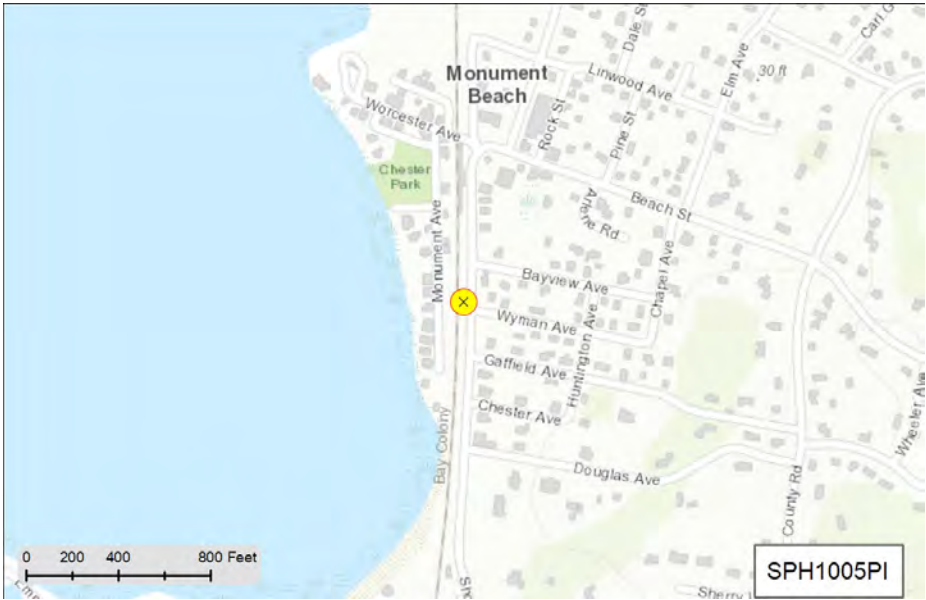 Monument
Beach
Worcester Ave
Chester
Park
Monument Ave
Rock St
Linwood Ave
Dale St
Pine St
Elm Ave
30 ft
Beach St
Arlene Rd
Bayview Ave
Chapel Ave
Wyman Ave
Huntington Ave
Gaffield Ave
Chester Ave
Bay Colony
Douglas Ave
County Rd
Wheeler Ave
0 200 400 800 Feet
SPH1005PI